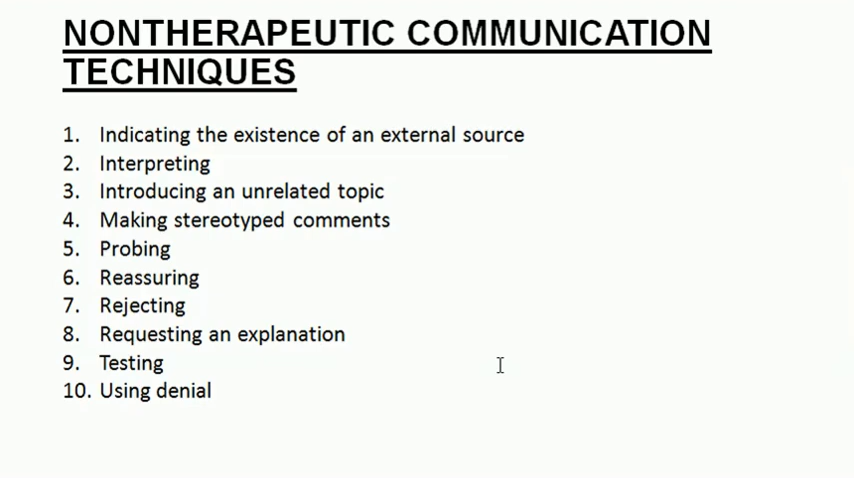 NONTHERAPEUTIC COMMUNICATION
TECHNIQUES
1. Indicating the existence of an external source
2. Interpreting
3. Introducing an unrelated topic
4. Making stereotyped comments
5. Probing
6. Reassuring
7. Rejecting
8. Requesting an explanation
9. Testing
10. Using denial